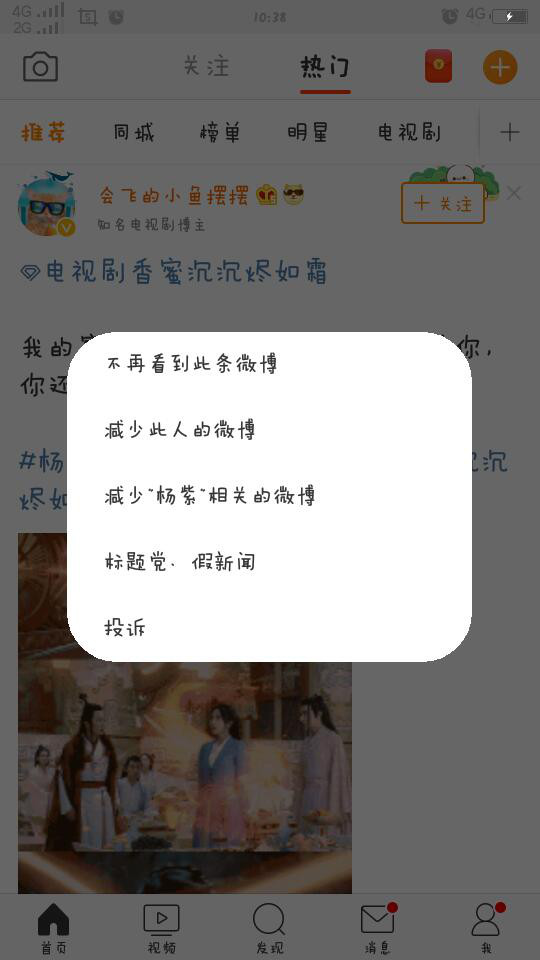 4G
2G
10:38
4G
关注
热门
推荐
同城
榜单
明星
电视剧
会飞的小鱼摆摆
知名电视剧博主
+ 关注
电视剧香蜜沉沉烬如霜
我的
你,
你还
#杨
沉
烬如
不再看到此条微博
减少此人的微博
减少"杨紫"相关的微博
标题党、假新闻
投诉
首页
视频
发现
消息
我